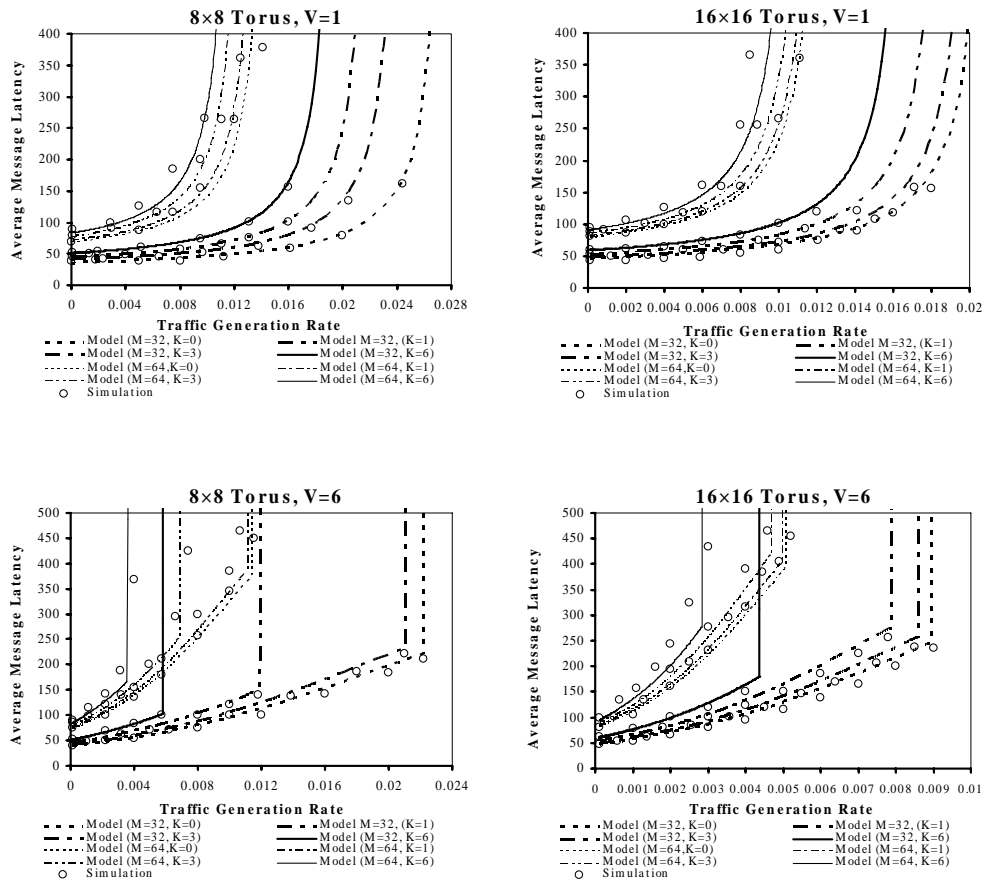 8×8 Torus, V=1
Average Message Latency
400
350
300
250
200
150
100
50
0
0 0.004 0.008 0.012 0.016 0.02 0.024 0.028
Traffic Generation Rate
Model (M=32, K=0)
Model M=32, (K=1)
Model (M=32, K=3)
Model (M=32, K=6)
Model (M=64,K=0)
Model (M=64, K=1)
Model (M=64, K=3)
Model (M=64, K=6)
Simulation
16×16 Torus, V=1
Average Message Latency
400
350
300
250
200
150
100
50
0
0 0.002 0.004 0.006 0.008 0.01 0.012 0.014 0.016 0.018 0.02
Traffic Generation Rate
Model (M=32, K=0)
Model M=32, (K=1)
Model (M=32, K=3)
Model (M=32, K=6)
Model (M=64,K=0)
Model (M=64, K=1)
Model (M=64, K=3)
Model (M=64, K=6)
Simulation
8×8 Torus, V=6
Average Message Latency
500
450
400
350
300
250
200
150
100
50
0
0 0.004 0.008 0.012 0.016 0.02 0.024
Traffic Generation Rate
Model (M=32, K=0)
Model M=32, (K=1)
Model (M=32, K=3)
Model (M=32, K=6)
Model (M=64,K=0)
Model (M=64, K=1)
Model (M=64, K=3)
Model (M=64, K=6)
Simulation
16×16 Torus, V=6
Average Message Latency
500
450
400
350
300
250
200
150
100
50
0
0 0.001 0.002 0.003 0.004 0.005 0.006 0.007 0.008 0.009 0.01
Traffic Generation Rate
Model (M=32, K=0)
Model M=32, (K=1)
Model (M=32, K=3)
Model (M=32, K=6)
Model (M=64,K=0)
Model (M=64, K=1)
Model (M=64, K=3)
Model (M=64, K=6)
Simulation